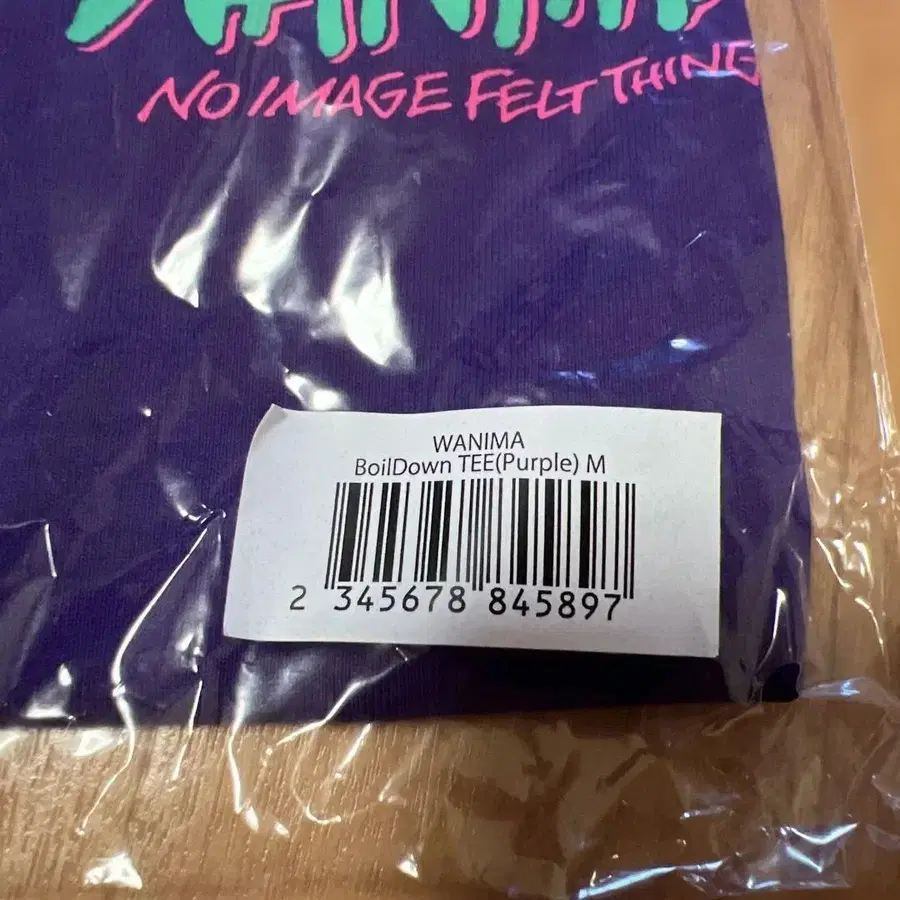 NO IMAGE FELT THING
WANIMA
BoilDown TEE(Purple) M
2 345678 845897